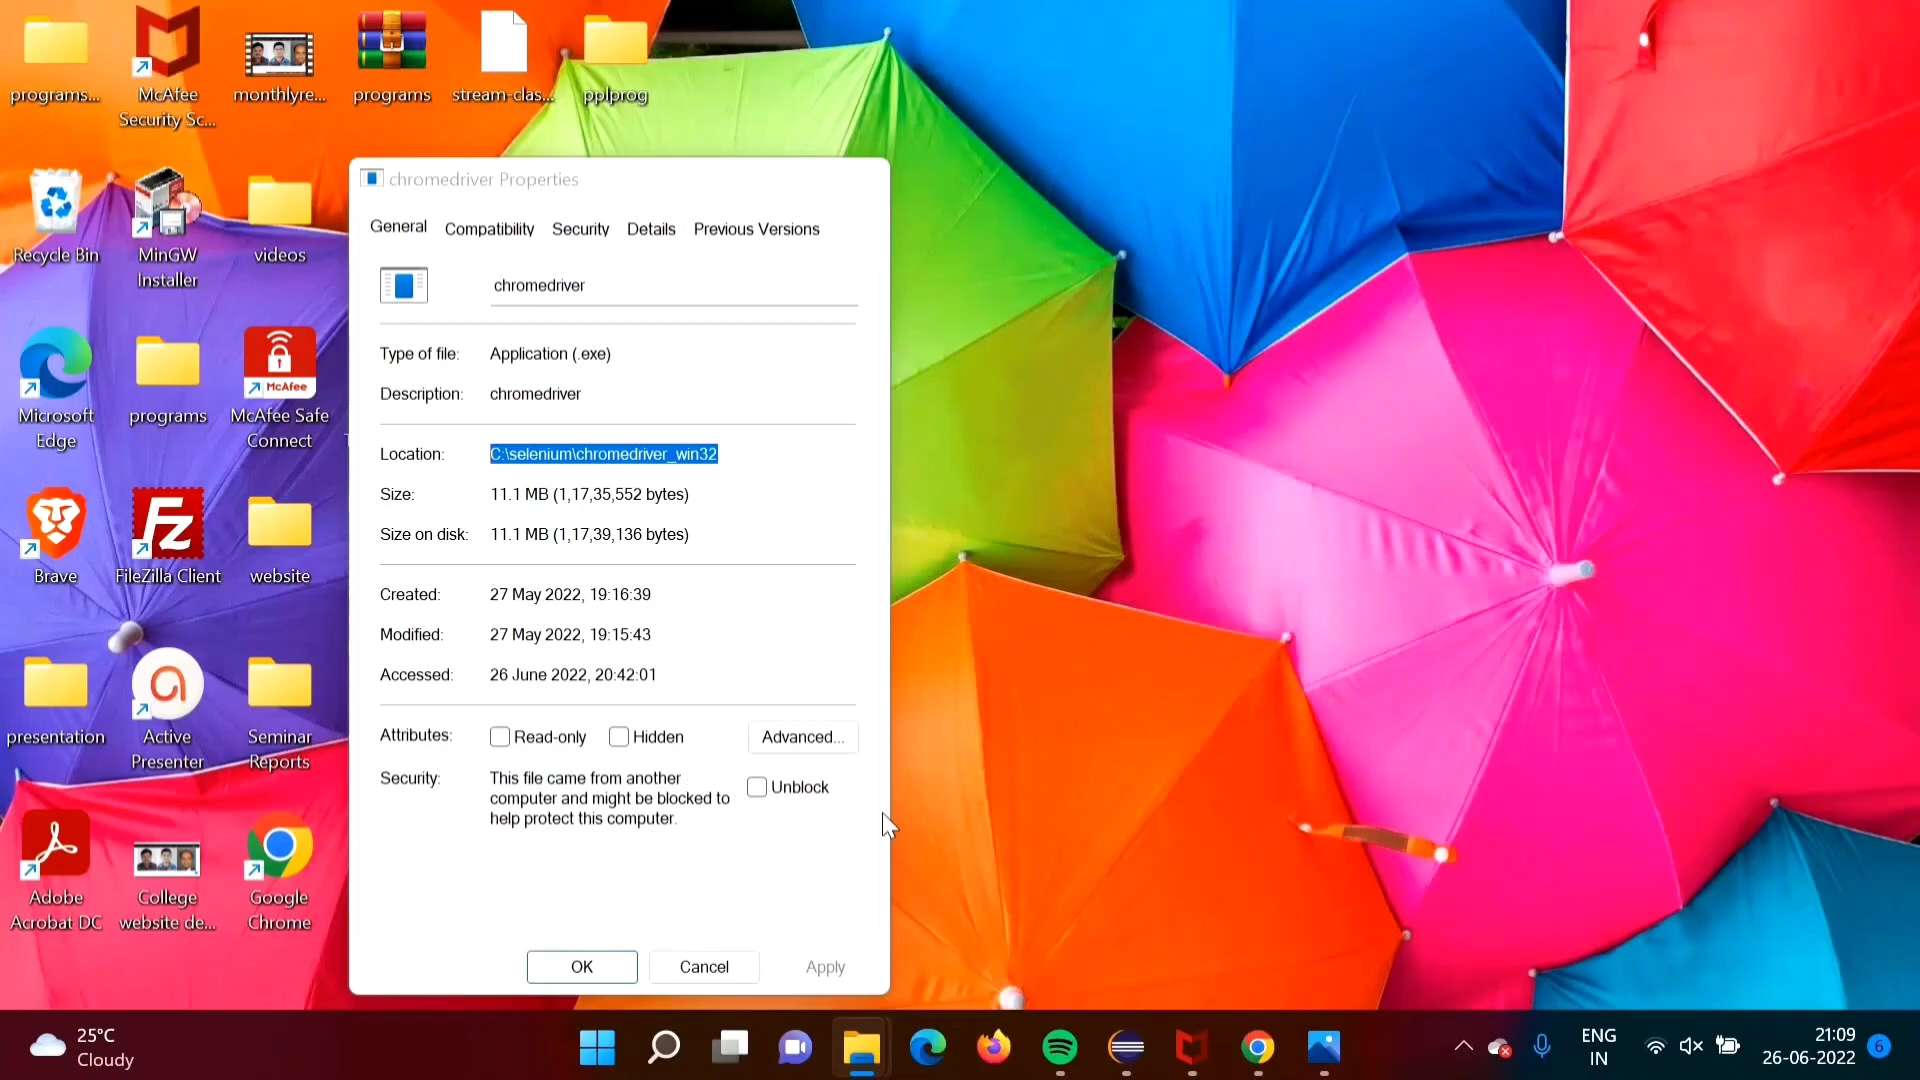 programs...
McAfee
Security Sc...
monthlyre...
programs
stream-clas...
pplprog
Recycle Bin
MinGW
Installer
videos
Microsoft
Edge
programs
McAfee
McAfee Safe
Connect
Brave
FileZilla Client
website
presentation
Active
Presenter
Seminar
Reports
Adobe
Acrobat DC
College
website de...
Google
Chrome
chromedriver Properties
General Compatibility Security Details Previous Versions
chromedriver
Type of file: Application (.exe)
Description: chromedriver
Location: C:\selenium\chromedriver_win32
Size: 11.1 MB (1,17,35,552 bytes)
Size on disk: 11.1 MB (1,17,39,136 bytes)
Created: 27 May 2022, 19:16:39
Modified: 27 May 2022, 19:15:43
Accessed: 26 June 2022, 20:42:01
Attributes: Read-only Hidden Advanced...
Security: This file came from another
computer and might be blocked to
help protect this computer.
Unblock
OK Cancel Apply
25°C
Cloudy
ENG
IN
21:09
26-06-2022
6